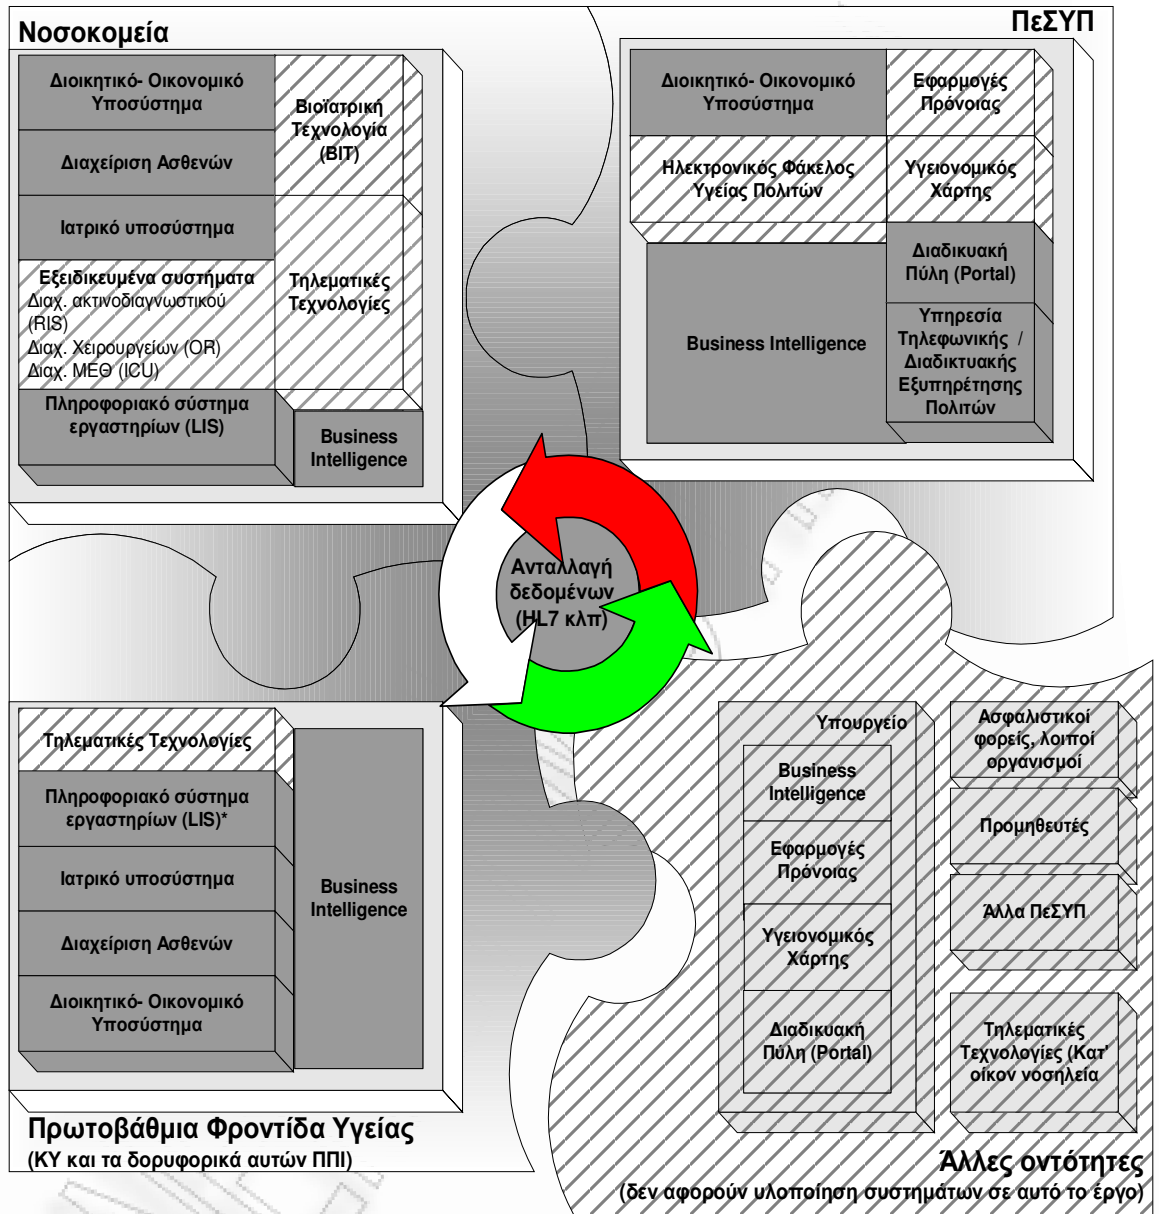 Νοσοκομεία
Διοικητικό- Οικονομικό
Υποσύστημα
Διαχείριση Ασθενών
Ιατρικό υποσύστημα
Εξειδικευμένα συστήματα
Διαχ. ακτινοδιαγνωστικού
(RIS)
Διαχ. Χειρουργείων (OR)
Διαχ. ΜΕΘ (ICU)
Πληροφοριακό σύστημα
εργαστηρίων (LIS)
Βιοϊατρική
Τεχνολογία
(BIT)
Τηλεματικές
Τεχνολογίες
Business
Intelligence
ΠεΣΥΠ
Διοικητικό- Οικονομικό
Υποσύστημα
Εφαρμογές
Πρόνοιας
Ηλεκτρονικός Φάκελος
Υγείας Πολιτών
Υγειονομικός
Χάρτης
Business Intelligence
Διαδικυακή
Πύλη (Portal)
Υπηρεσία
Τηλεφωνικής /
Διαδικτυακής
Εξυπηρέτησης
Πολιτών
Ανταλλαγή
δεδομένων
(HL7 κλπ)
Τηλεματικές Τεχνολογίες
Πληροφοριακό σύστημα
εργαστηρίων (LIS)*
Ιατρικό υποσύστημα
Διαχείριση Ασθενών
Διοικητικό- Οικονομικό
Υποσύστημα
Business
Intelligence
Πρωτοβάθμια Φροντίδα Υγείας
(ΚΥ και τα δορυφορικά αυτών ΠΠΙ)
Υπουργείο
Business
Intelligence
Εφαρμογές
Πρόνοιας
Υγειονομικός
Χάρτης
Διαδικυακή
Πύλη (Portal)
Ασφαλιστικοί
φορείς, λοιποί
οργανισμοί
Προμηθευτές
Άλλα ΠεΣΥΠ
Τηλεματικές
Τεχνολογίες (Κατ'
οίκον νοσηλεία
Άλλες οντότητες
(δεν αφορούν υλοποίηση συστημάτων σε αυτό το έργο)